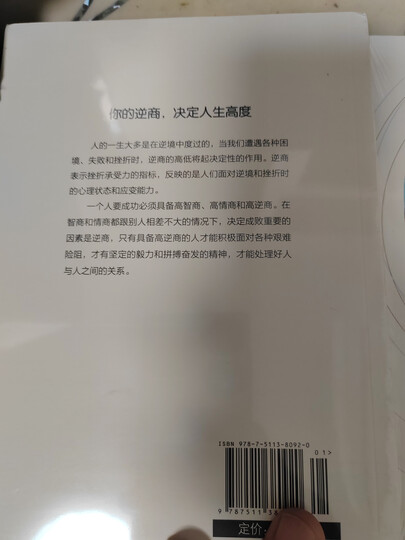 你的逆商，决定人生高度
人的一生大多是在逆境中度过的，当我们遭遇各种困
境、失败和挫折时，逆商的高低将起决定性的作用。逆商
表示挫折承受力的指标，反映的是人们面对逆境和挫折时
的心理状态和应变能力。
一个人要成功必须具备高智商、高情商和高逆商。在
智商和情商都跟别人相差不大的情况下，决定成败重要的
因素是逆商，只有具备高逆商的人才能积极面对各种艰难
险阻，才有坚定的毅力和拼搏奋发的精神，才能处理好人
与人之间的关系。
ISBN 978-7-5113-8092-0
01>
9 787511
定价